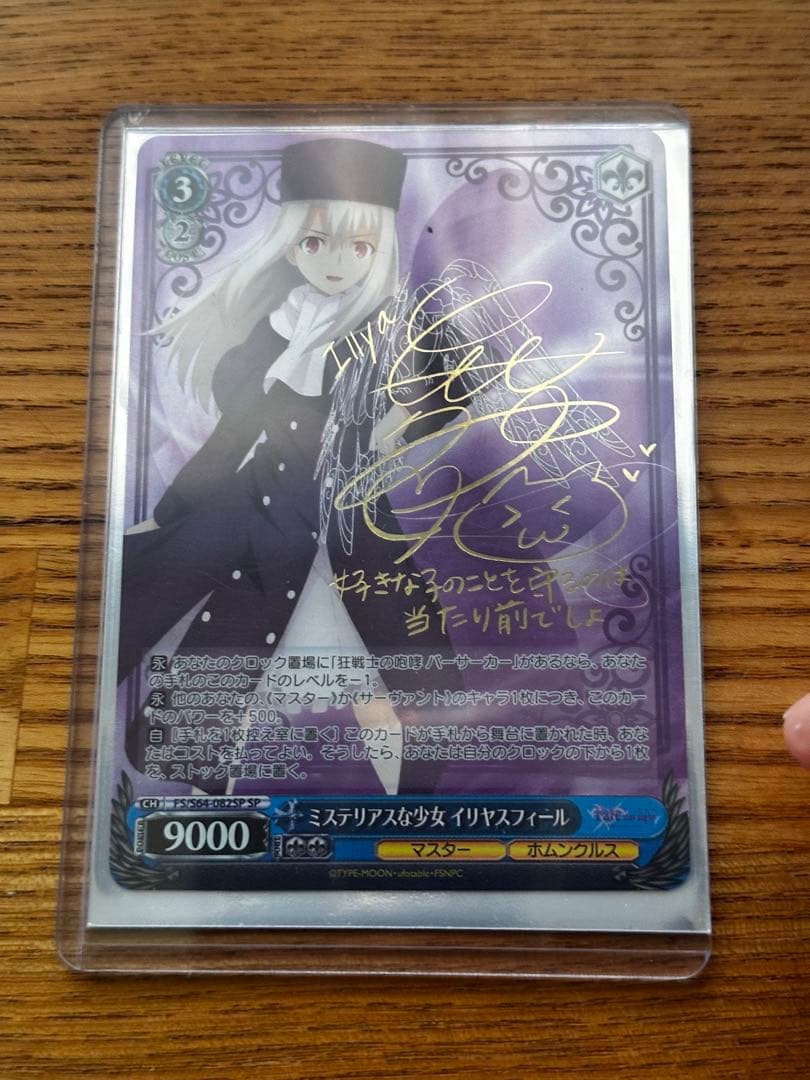 LEVEL
3
2
COST
Illya
好きな子のことを守るのは
当たり前でしょ
永 あなたのクロック置場に「狂戦士の咆哮 バーサーカー」があるなら、あなた
の手札のこのカードのレベルを－1。
永 他のあなたの、《マスター》か《サーヴァント》のキャラ1枚につき、このカー
ドのパワーを＋500。
自 ［手札を1枚控え室に置く］ このカードが手札から舞台に置かれた時、あな
たはコストを払ってよい。そうしたら、あなたは自分のクロックの下から1枚
を、ストック置場に置く。
CH FS/S64-082SP SP
POWER 9000 SOUL ミステリアスな少女 イリヤスフィール Fate/stay night
マスター ホムンクルス
©TYPE-MOON・ufotable・FSNPC